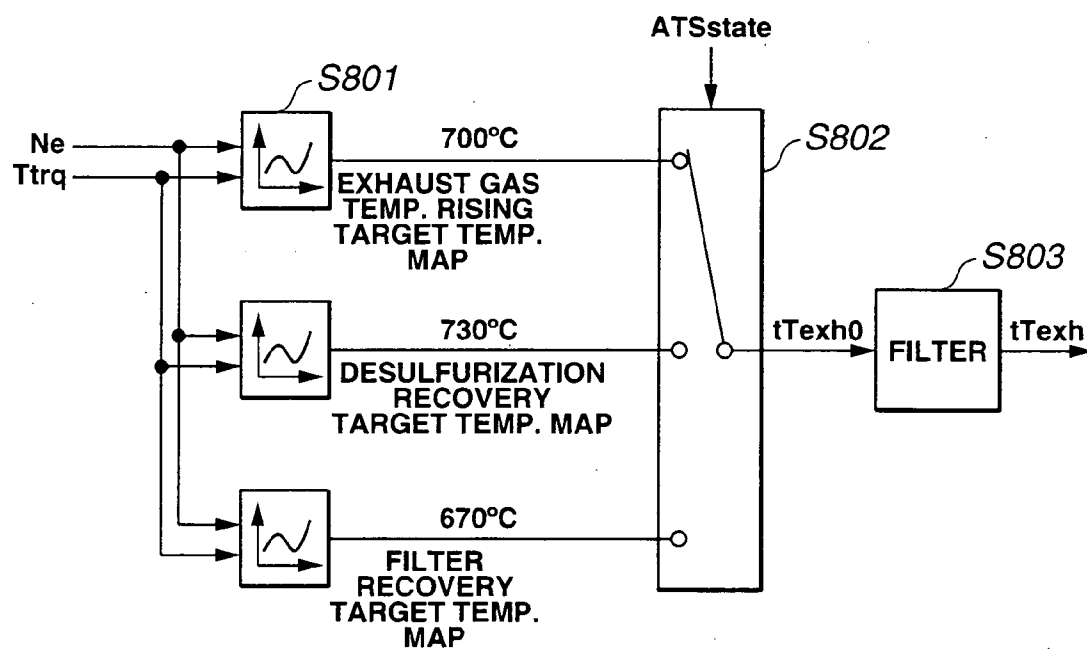 ATSstate
S801
S802
Ne
Ttrq
700°C
EXHAUST GAS
TEMP. RISING
TARGET TEMP.
MAP
S803
730°C
tTexh0
FILTER
tTexh
DESULFURIZATION
RECOVERY
TARGET TEMP. MAP
670°C
FILTER
RECOVERY
TARGET TEMP.
MAP